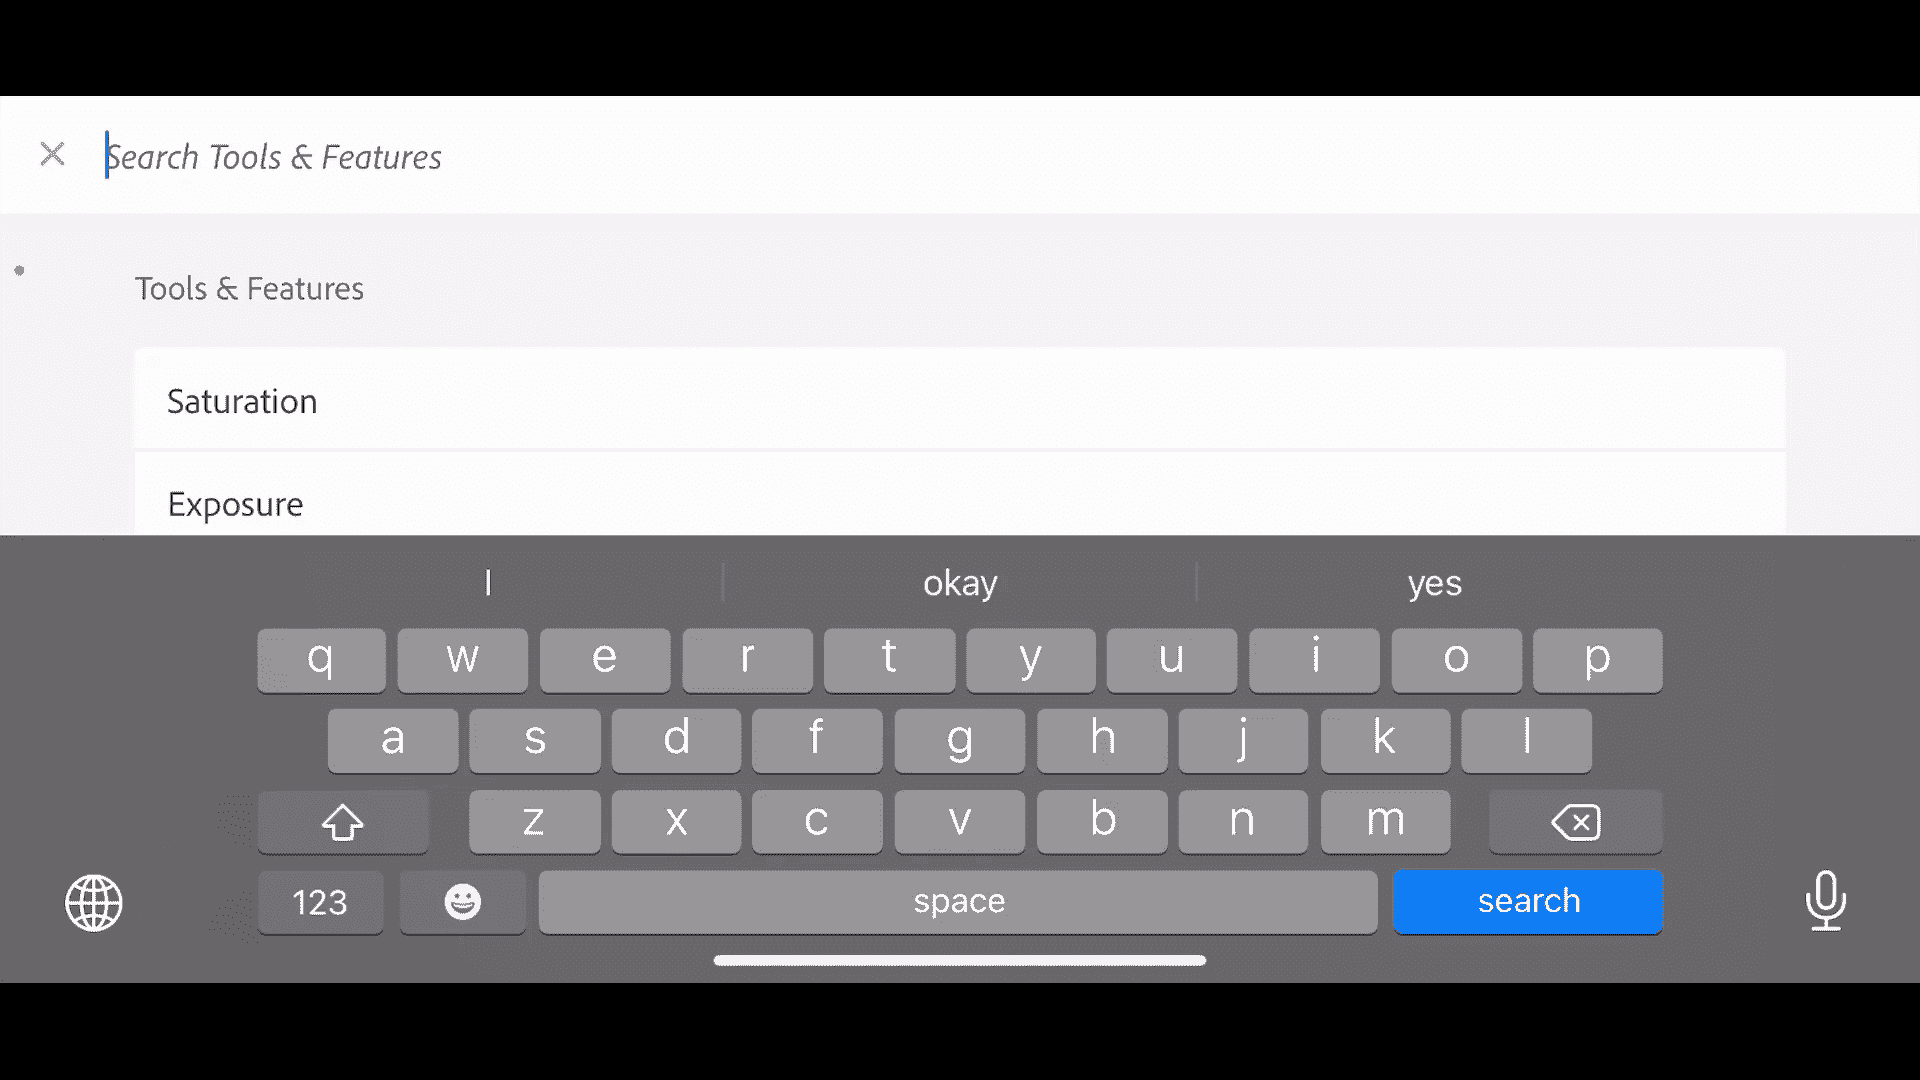 Search Tools & Features
Tools & Features
Saturation
Exposure
I okay yes
q w e r t y u i o p
a s d f g h j k l
z x c v b n m
123 space search